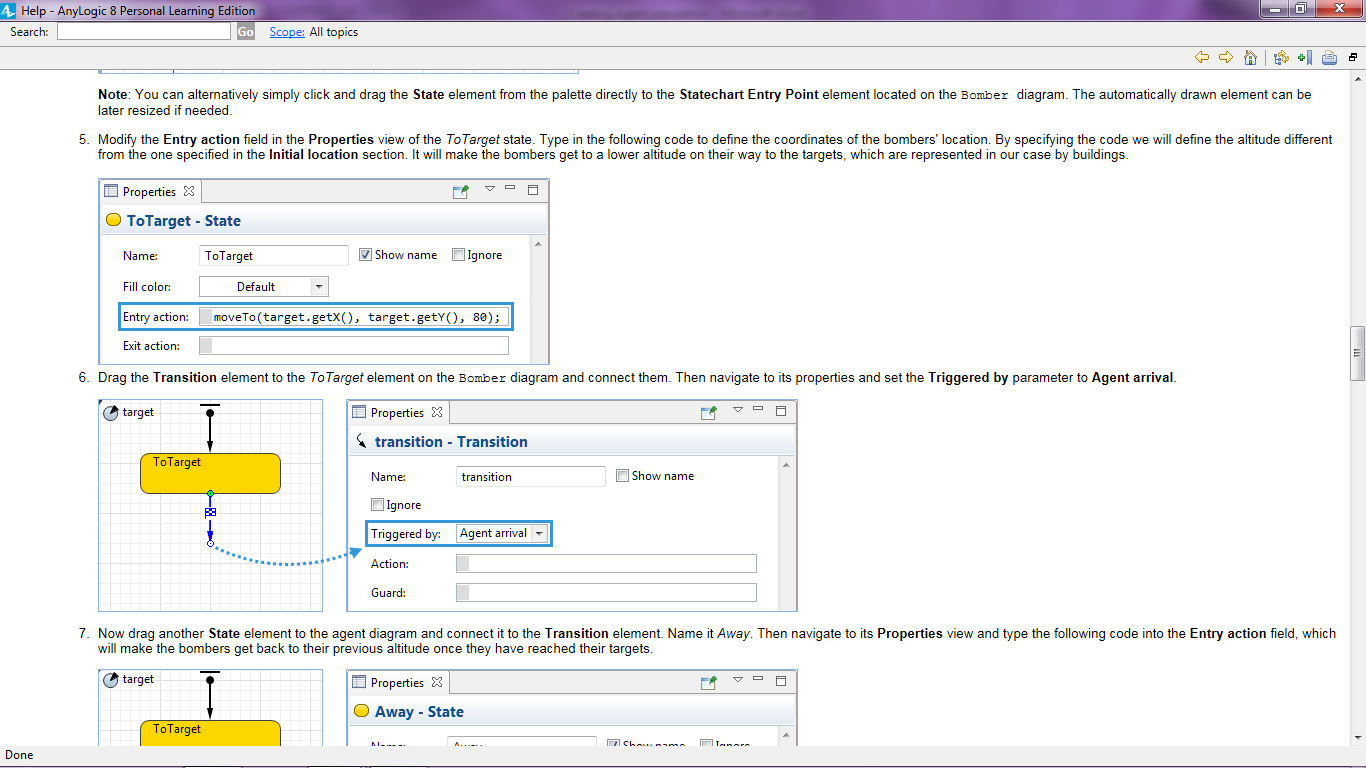 Help - AnyLogic 8 Personal Learning Edition
Search: Go Scope: All topics
Note: You can alternatively simply click and drag the State element from the palette directly to the Statechart Entry Point element located on the Bomber diagram. The automatically drawn element can be
later resized if needed.
5. Modify the Entry action field in the Properties view of the ToTarget state. Type in the following code to define the coordinates of the bombers' location. By specifying the code we will define the altitude different
from the one specified in the Initial location section. It will make the bombers get to a lower altitude on their way to the targets, which are represented in our case by buildings.
Properties
ToTarget - State
Name: ToTarget Show name Ignore
Fill color: Default
Entry action: moveTo(target.getX(), target.getY(), 80);
Exit action:
6. Drag the Transition element to the ToTarget element on the Bomber diagram and connect them. Then navigate to its properties and set the Triggered by parameter to Agent arrival.
target
ToTarget
Properties
transition - Transition
Name: transition Show name
Ignore
Triggered by: Agent arrival
Action:
Guard:
7. Now drag another State element to the agent diagram and connect it to the Transition element. Name it Away. Then navigate to its Properties view and type the following code into the Entry action field, which
will make the bombers get back to their previous altitude once they have reached their targets.
target
ToTarget
Properties
Away - State
Name: Away Show name Ignore
Done